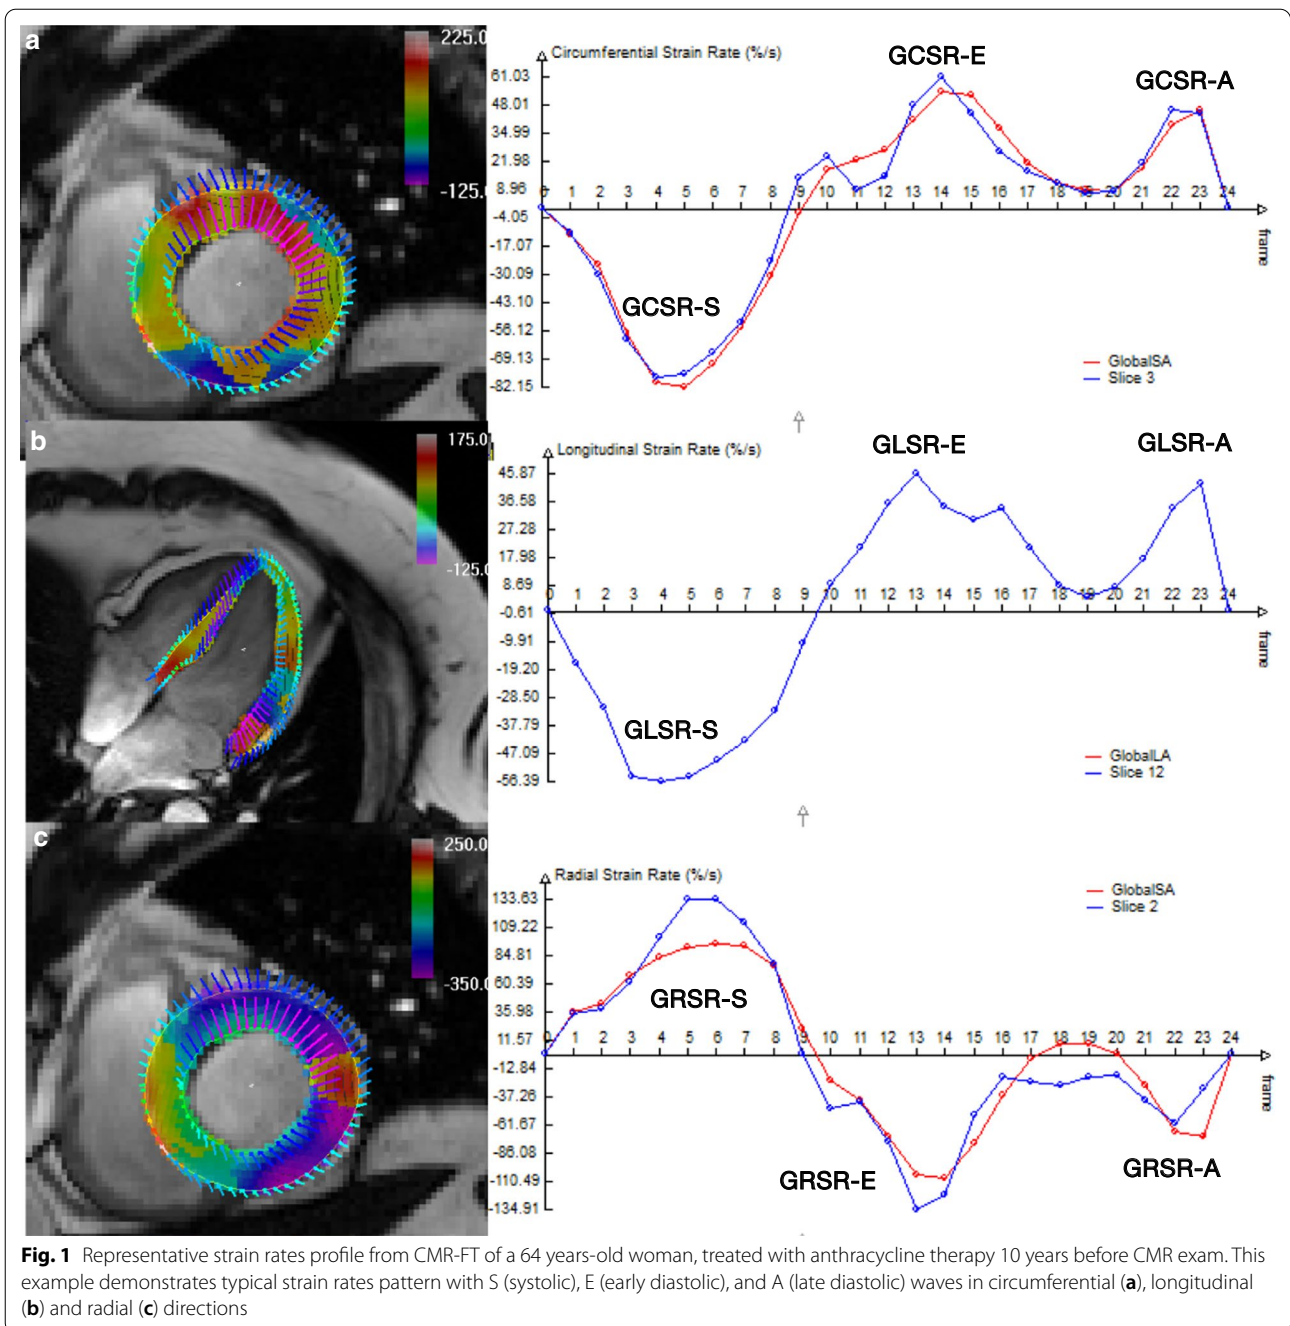 a
225.0
-125.0
Circumferential Strain Rate (%/s)
GCSR-E
GCSR-A
GCSR-S
61.03
48.01
34.99
21.98
8.96
-4.05
-17.07
-30.09
-43.10
-56.12
-69.13
-82.15
0 1 2 3 4 5 6 7 8 9 10 11 12 13 14 15 16 17 18 19 20 21 22 23 24
frame
GlobalSA
Slice 3
b
175.0
-125.0
Longitudinal Strain Rate (%/s)
GLSR-E
GLSR-A
GLSR-S
45.87
36.58
27.28
17.98
8.69
-0.61
-9.91
-19.20
-28.50
-37.79
-47.09
-56.39
0 1 2 3 4 5 6 7 8 9 10 11 12 13 14 15 16 17 18 19 20 21 22 23 24
frame
GlobalLA
Slice 12
c
250.0
-350.0
Radial Strain Rate (%/s)
GlobalSA
Slice 2
GRSR-S
GRSR-E
GRSR-A
133.63
109.22
84.81
60.39
35.98
11.57
-12.84
-37.26
-61.67
-86.08
-110.49
-134.91
0 1 2 3 4 5 6 7 8 9 10 11 12 13 14 15 16 17 18 19 20 21 22 23 24
frame
Fig. 1 Representative strain rates profile from CMR-FT of a 64 years-old woman, treated with anthracycline therapy 10 years before CMR exam. This
example demonstrates typical strain rates pattern with S (systolic), E (early diastolic), and A (late diastolic) waves in circumferential (a), longitudinal
(b) and radial (c) directions